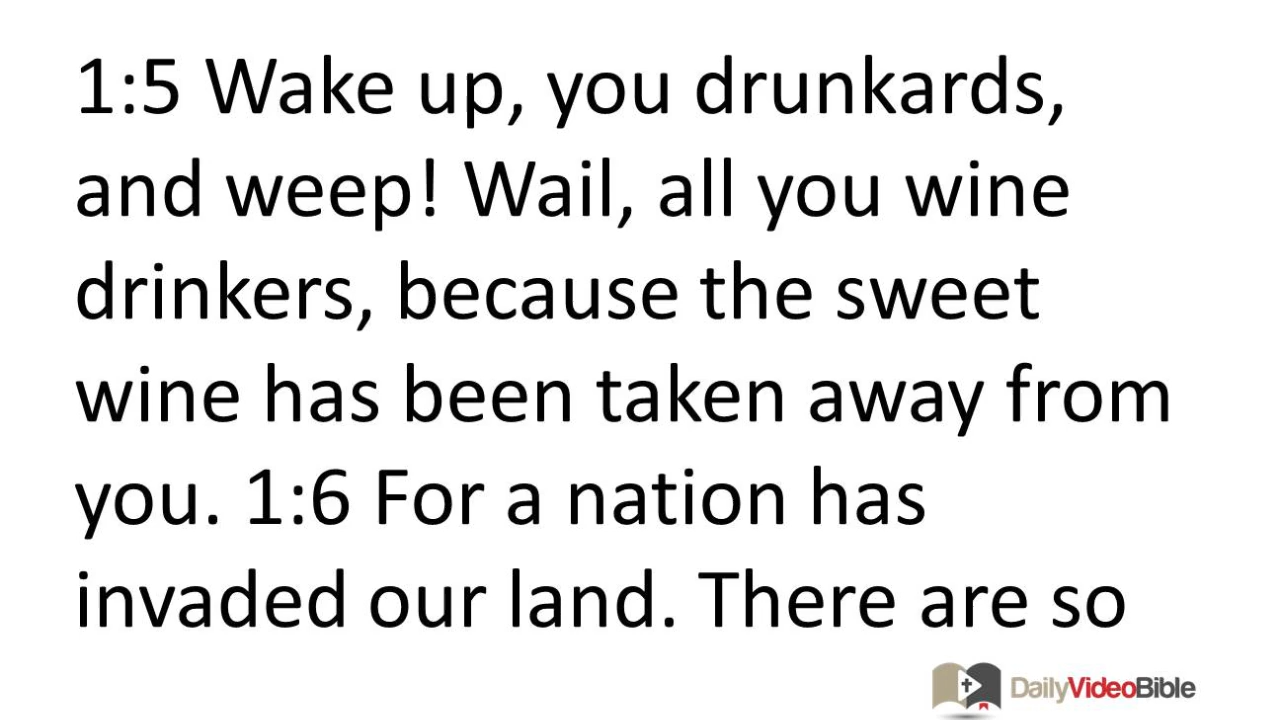 1:5 Wake up, you drunkards,
and weep! Wail, all you wine
drinkers, because the sweet
wine has been taken away from
you. 1:6 For a nation has
invaded our land. There are so
DailyVideoBible